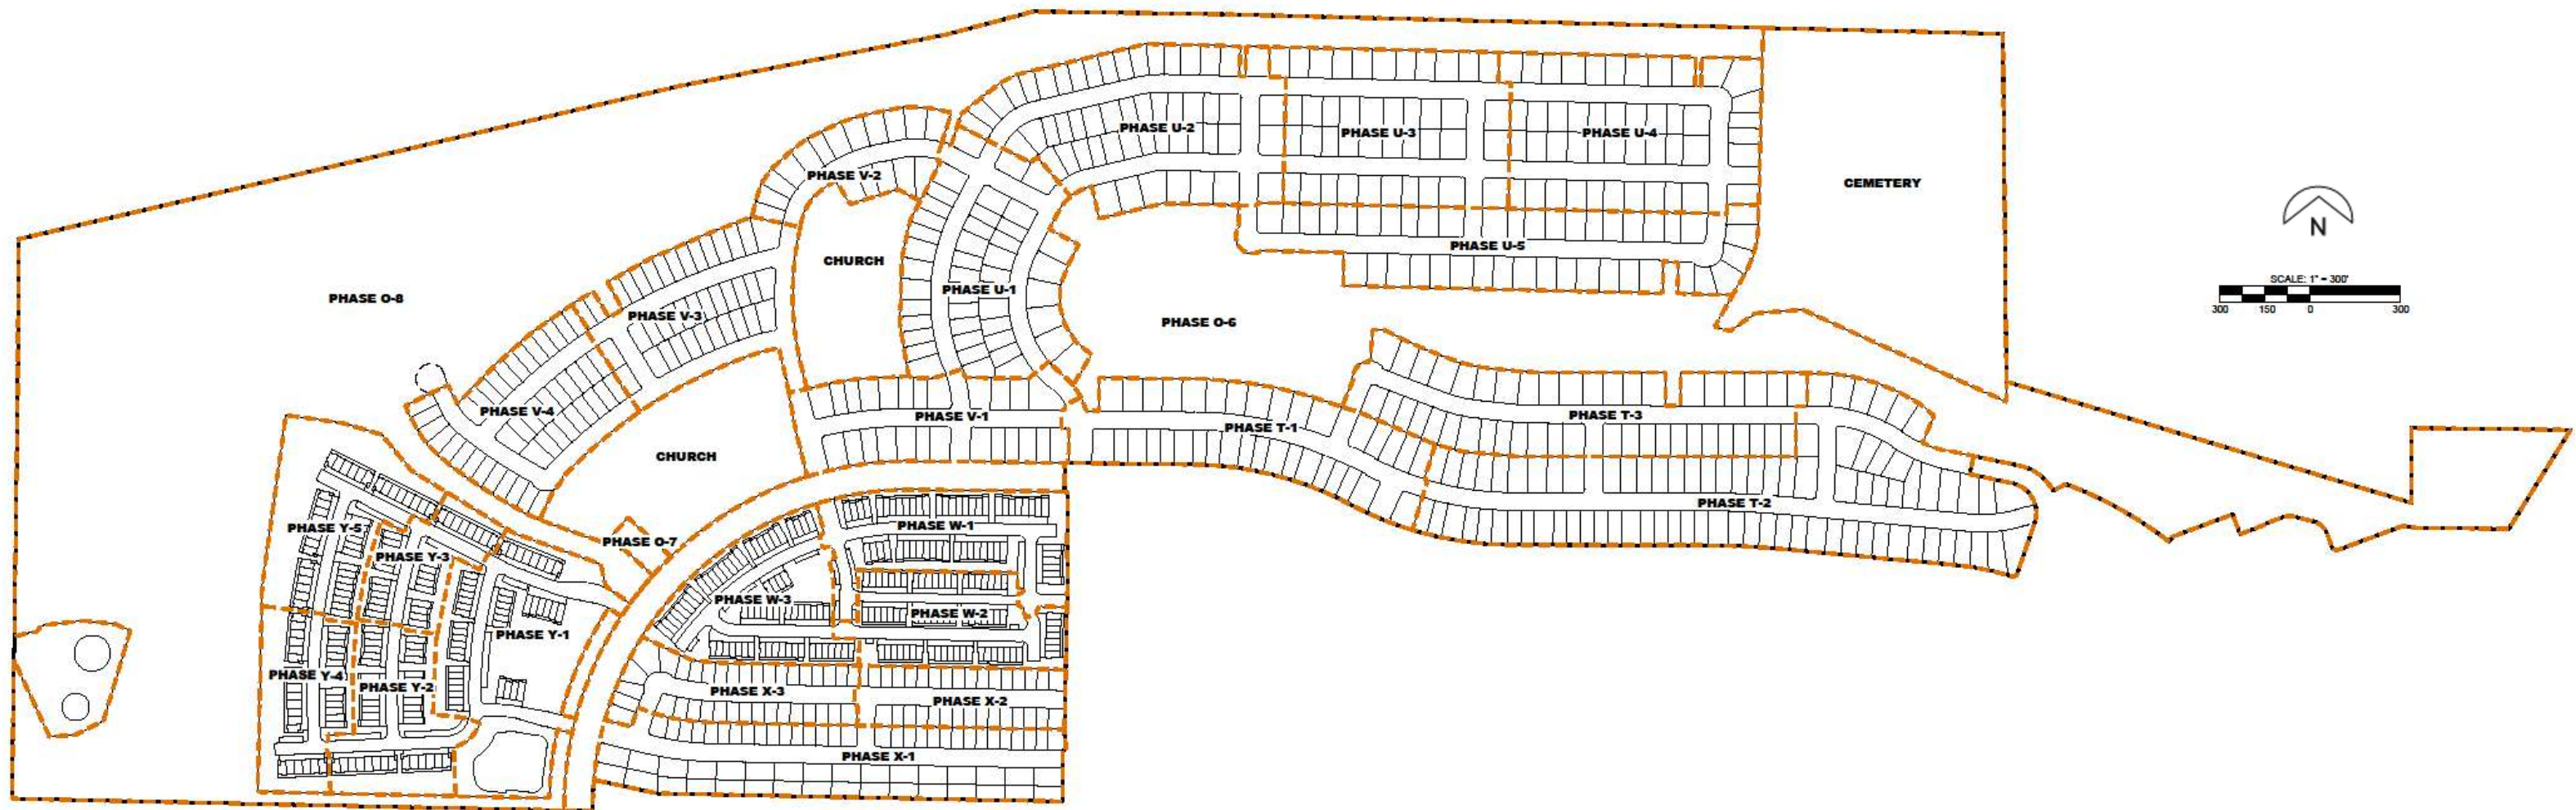 PHASE U-2
PHASE U-3
PHASE U-4
PHASE V-2
CEMETERY
N
PHASE U-5
CHURCH
SCALE: 1" = 300'
300 150 0 300
PHASE U-1
PHASE O-8
PHASE V-3
PHASE O-6
PHASE V-4
PHASE V-1
PHASE T-3
PHASE T-1
CHURCH
PHASE T-2
PHASE W-1
PHASE Y-5
PHASE O-7
PHASE Y-3
PHASE W-3
PHASE W-2
PHASE Y-1
PHASE Y-4
PHASE Y-2
PHASE X-3
PHASE X-2
PHASE X-1